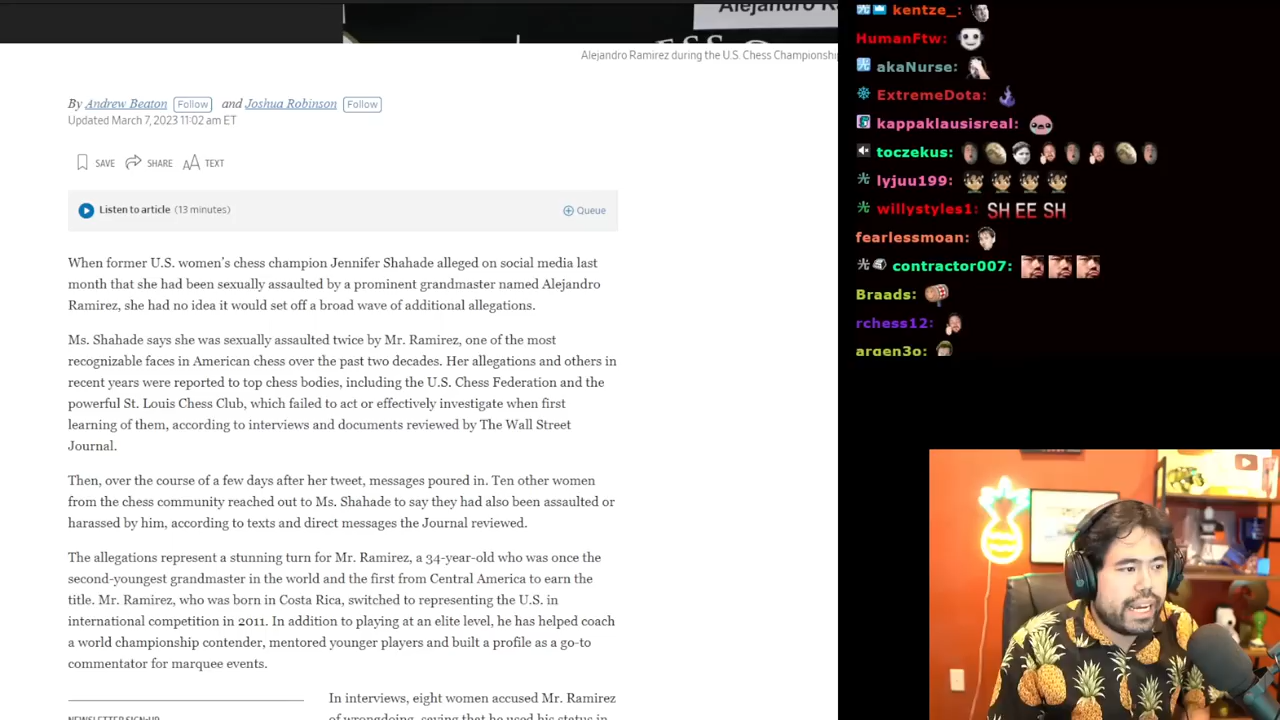 Alejandro Ra
Alejandro Ramirez during the U.S. Chess Championship
By Andrew Beaton Follow and Joshua Robinson Follow
Updated March 7, 2023 11:02 am ET
SAVE SHARE AA TEXT
Listen to article (13 minutes) Queue
When former U.S. women’s chess champion Jennifer Shahade alleged on social media last
month that she had been sexually assaulted by a prominent grandmaster named Alejandro
Ramirez, she had no idea it would set off a broad wave of additional allegations.
Ms. Shahade says she was sexually assaulted twice by Mr. Ramirez, one of the most
recognizable faces in American chess over the past two decades. Her allegations and others in
recent years were reported to top chess bodies, including the U.S. Chess Federation and the
powerful St. Louis Chess Club, which failed to act or effectively investigate when first
learning of them, according to interviews and documents reviewed by The Wall Street
Journal.
Then, over the course of a few days after her tweet, messages poured in. Ten other women
from the chess community reached out to Ms. Shahade to say they had also been assaulted or
harassed by him, according to texts and direct messages the Journal reviewed.
The allegations represent a stunning turn for Mr. Ramirez, a 34-year-old who was once the
second-youngest grandmaster in the world and the first from Central America to earn the
title. Mr. Ramirez, who was born in Costa Rica, switched to representing the U.S. in
international competition in 2011. In addition to playing at an elite level, he has helped coach
a world championship contender, mentored younger players and built a profile as a go-to
commentator for marquee events.
In interviews, eight women accused Mr. Ramirez
of wrongdoing, saying that he used his status in
NEWSLETTER SIGN-UP
kentze_:
HumanFtw:
akaNurse:
ExtremeDota:
kappaklausisreal:
toczekus:
lyjuu199:
willystyles1: SH EE SH
fearlessmoan:
contractor007:
Braads:
rchess12:
argen3o: